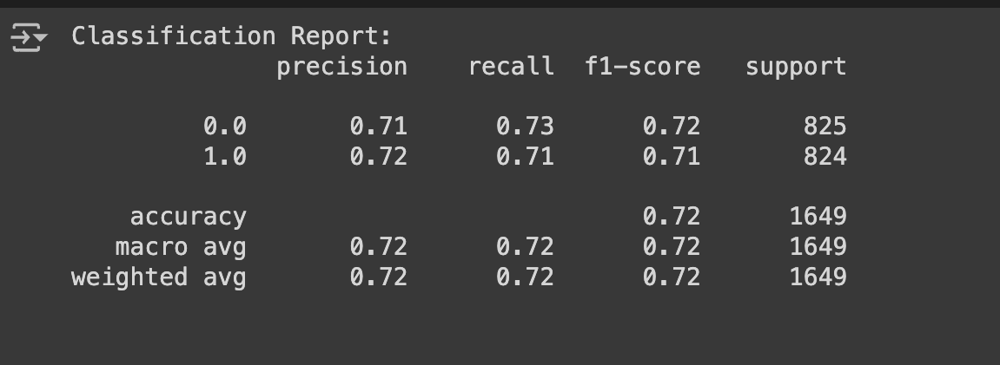 Classification Report:
precision recall f1-score support
0.0 0.71 0.73 0.72 825
1.0 0.72 0.71 0.71 824
accuracy 0.72 1649
macro avg 0.72 0.72 0.72 1649
weighted avg 0.72 0.72 0.72 1649